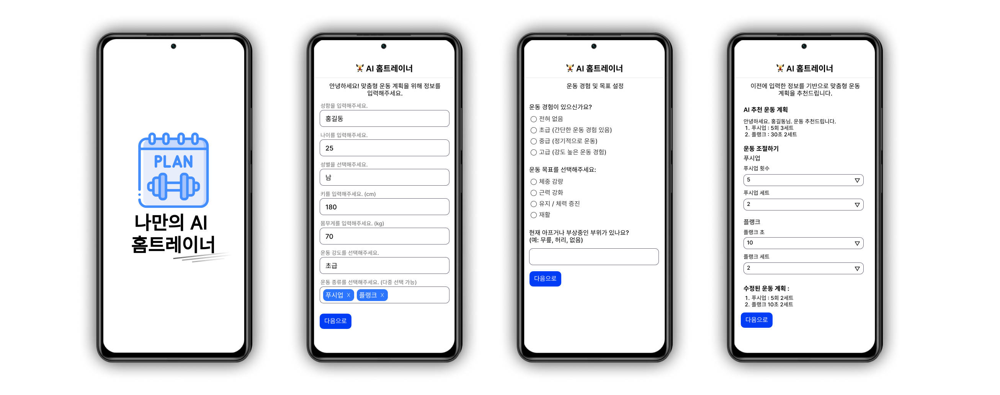 PLAN
나만의 AI
홈트레이너
🏋 AI 홈트레이너
안녕하세요! 맞춤형 운동 계획을 위해 정보를
입력해주세요.
성함을 입력해주세요.
홍길동
나이를 입력해주세요.
25
성별을 선택해주세요.
남
키를 입력해주세요. (cm)
180
몸무게를 입력해주세요. (kg)
70
운동 강도를 선택해주세요.
초급
운동 종류를 선택해주세요. (다중 선택 가능)
푸시업 X 플랭크 X
다음으로
🏋 AI 홈트레이너
운동 경험 및 목표 설정
운동 경험이 있으신가요?
전혀 없음
초급 (간단한 운동 경험 있음)
중급 (정기적으로 운동)
고급 (강도 높은 운동 경험)
운동 목표를 선택해주세요:
체중 감량
근력 강화
유지 / 체력 증진
재활
현재 아프거나 부상중인 부위가 있나요?
(예: 무릎, 허리, 없음)
다음으로
🏋 AI 홈트레이너
이전에 입력한 정보를 기반으로 맞춤형 운동
계획을 추천드립니다.
AI 추천 운동 계획
안녕하세요. 홍길동님. 운동 추천드립니다.
1. 푸시업 : 5회 3세트
2. 플랭크 : 30초 2세트
운동 조절하기
푸시업
푸시업 횟수
5
푸시업 세트
2
플랭크
플랭크 초
10
플랭크 세트
2
수정된 운동 계획 :
1. 푸시업 : 5회 2세트
2. 플랭크 10초 2세트
다음으로